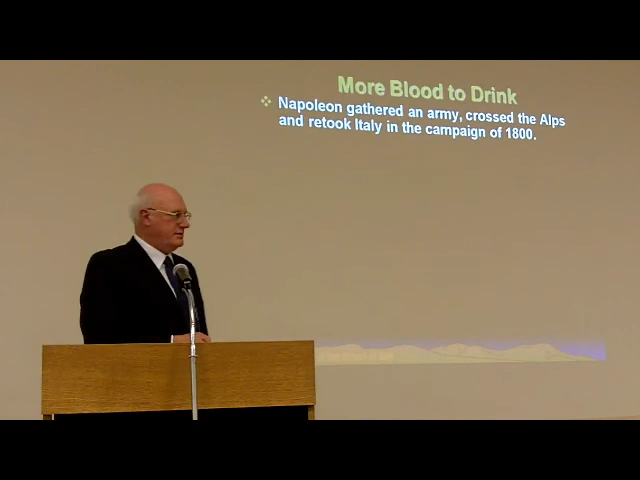 More Blood to Drink
Napoleon gathered an army, crossed the Alps
and retook Italy in the campaign of 1800.